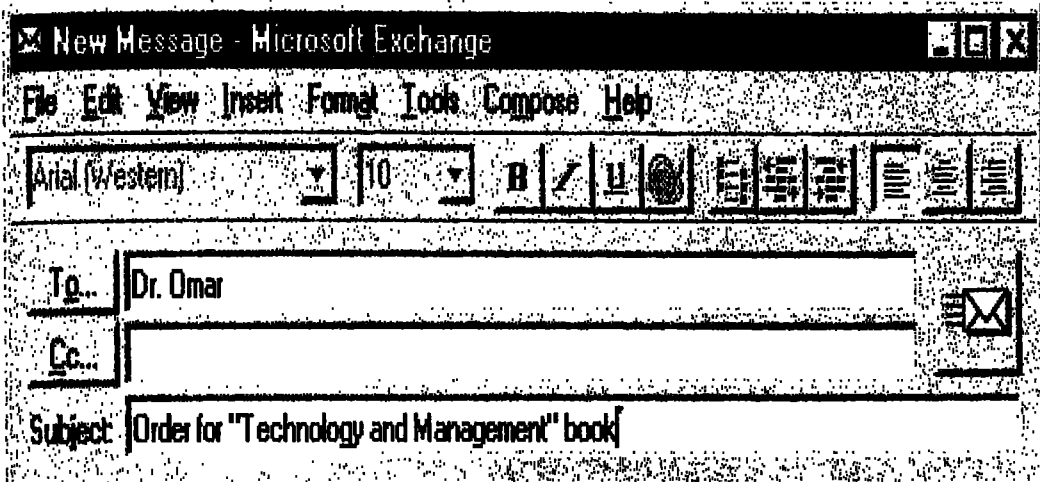 New Message - Microsoft Exchange
File Edit View Insert Format Tools Compose Help
Arial (Western) 10 B I U
To... Dr. Omar
Cc...
Subject: Order for "Technology and Management" book